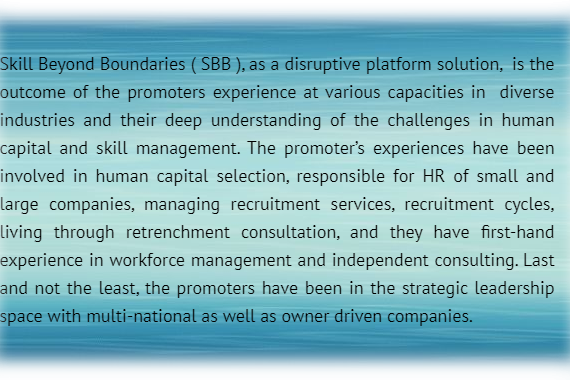 Skill Beyond Boundaries ( SBB ), as a disruptive platform solution,  is the
outcome of the promoters experience at various capacities in  diverse
industries and their deep understanding of the challenges in human
capital and skill management. The promoter’s experiences have been
involved in human capital selection, responsible for HR of small and
large companies, managing recruitment services, recruitment cycles,
living through retrenchment consultation, and they have first-hand
experience in workforce management and independent consulting. Last
and not the least, the promoters have been in the strategic leadership
space with multi-national as well as owner driven companies.